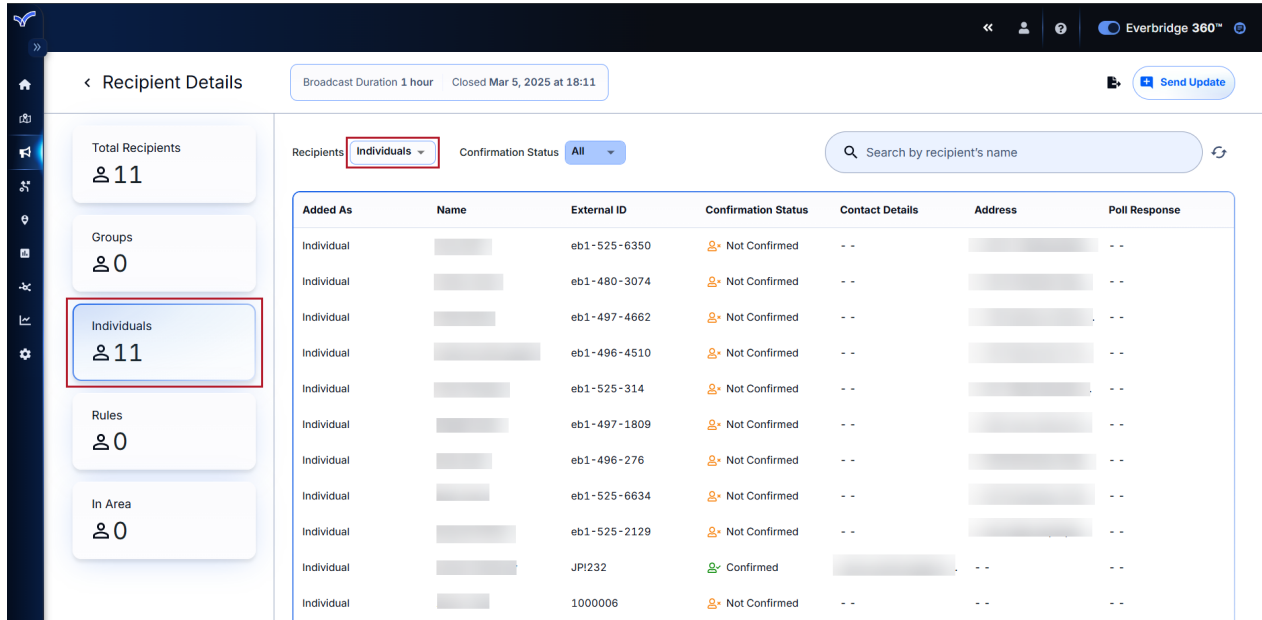 Everbridge 360™
Recipient Details
Broadcast Duration 1 hour Closed Mar 5, 2025 at 18:11
Send Update
Total Recipients
11
Groups
0
Individuals
11
Rules
0
In Area
0
Recipients Individuals Confirmation Status All
Search by recipient's name
Added As Name External ID Confirmation Status Contact Details Address Poll Response
Individual eb1-525-6350 Not Confirmed - - - -
Individual eb1-480-3074 Not Confirmed - - - -
Individual eb1-497-4662 Not Confirmed - - - -
Individual eb1-496-4510 Not Confirmed - - - -
Individual eb1-525-314 Not Confirmed - - - -
Individual eb1-497-1809 Not Confirmed - - - -
Individual eb1-496-276 Not Confirmed - - - -
Individual eb1-525-6634 Not Confirmed - - - -
Individual eb1-525-2129 Not Confirmed - - - -
Individual JP!232 Confirmed - - - -
Individual 1000006 Not Confirmed - - - - - -